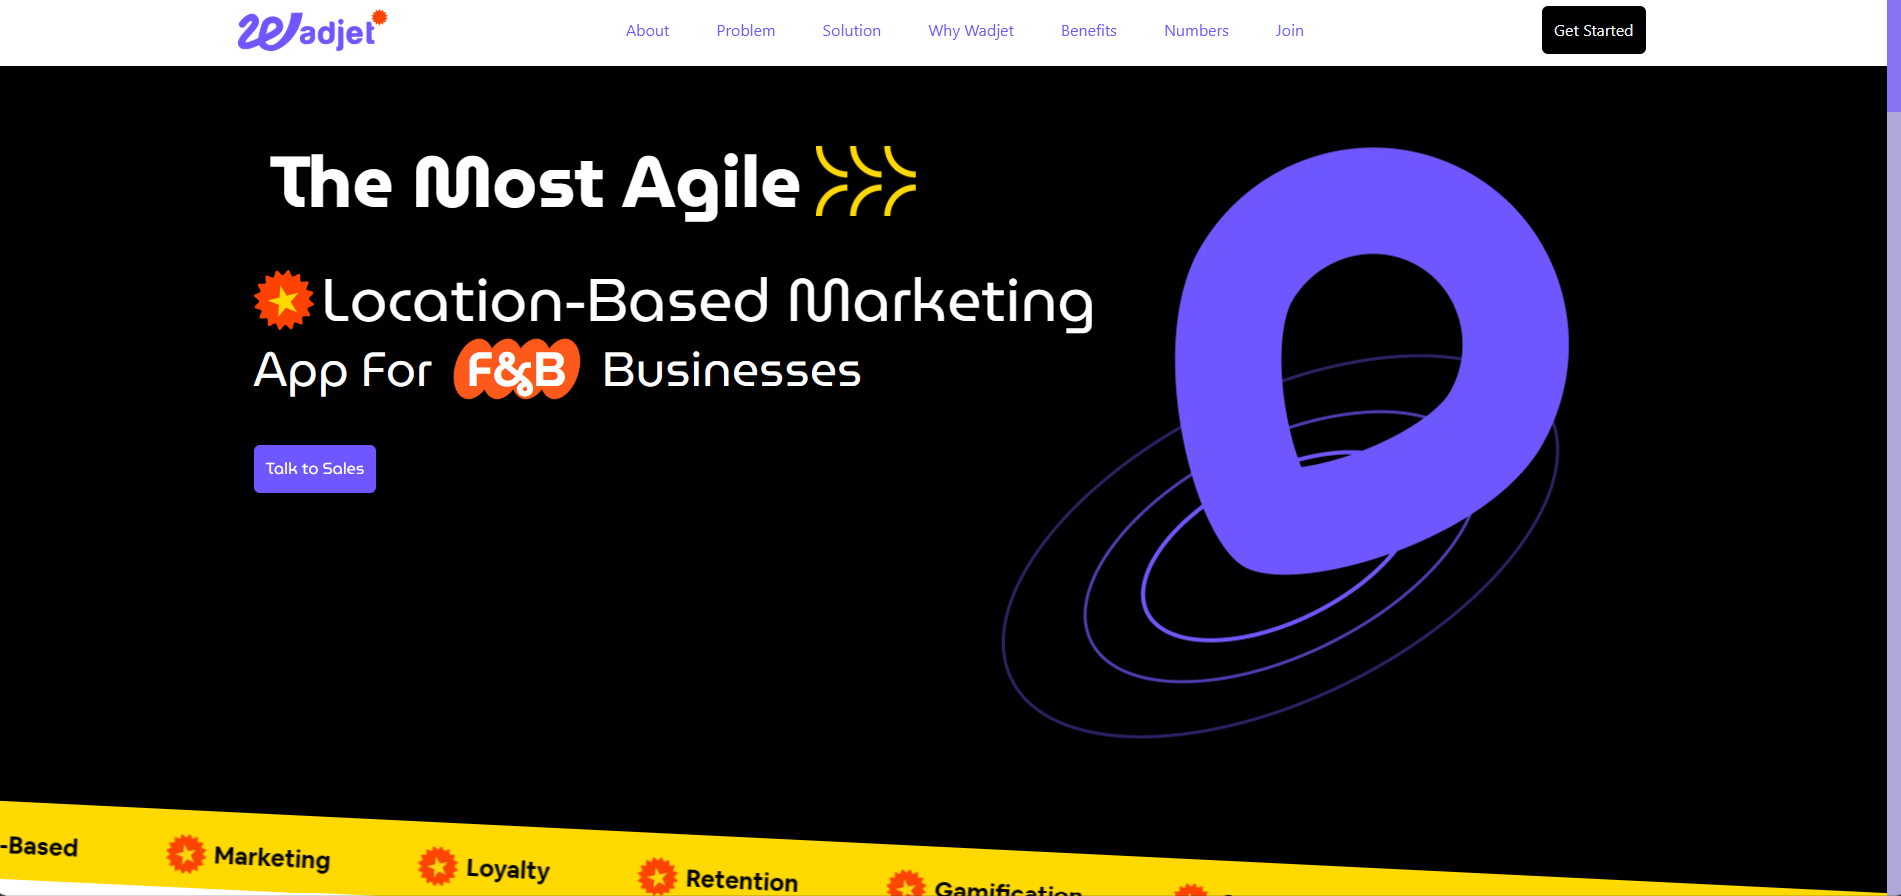 Wadjet
About
Problem
Solution
Why Wadjet
Benefits
Numbers
Join
Get Started
The Most Agile
Location-Based Marketing
App For F&B Businesses
Talk to Sales
-Based
Marketing
Loyalty
Retention
Gamification